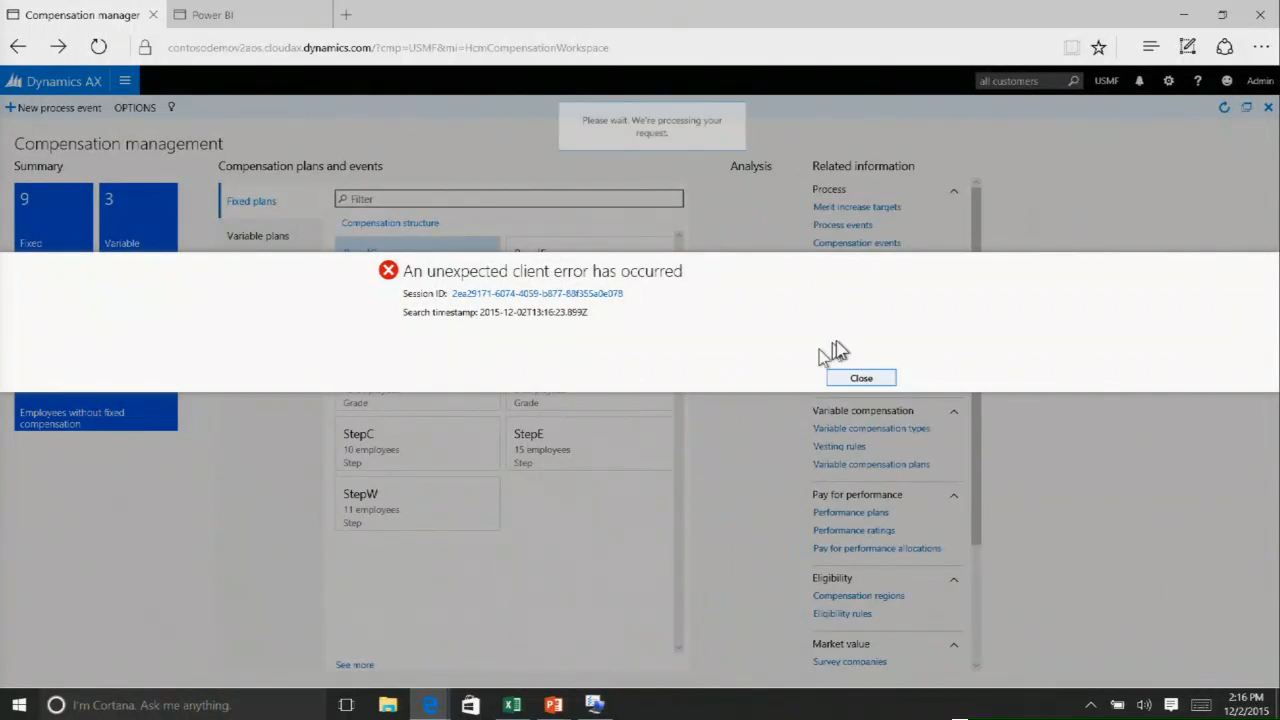 Compensation manager
Power BI
contosodemov2aos.cloudax.dynamics.com/?cmp=USMF&mi=HcmCompensationWorkspace
Dynamics AX
all customers
USMF
?
Admin
+ New process event
OPTIONS
Please wait. We're processing your
request.
Compensation management
Summary
9
Fixed
3
Variable
Employees without fixed
compensation
Compensation plans and events
Fixed plans
Variable plans
Filter
Compensation structure
An unexpected client error has occurred
Session ID: 2ea29171-6074-4059-b877-88f355a0e078
Search timestamp: 2015-12-02T13:16:23.899Z
Close
Grade
Grade
StepC
10 employees
Step
StepE
15 employees
Step
StepW
11 employees
Step
See more
Analysis
Related information
Process
Merit increase targets
Process events
Compensation events
Variable compensation
Variable compensation types
Vesting rules
Variable compensation plans
Pay for performance
Performance plans
Performance ratings
Pay for performance allocations
Eligibility
Compensation regions
Eligibility rules
Market value
Survey companies
I'm Cortana. Ask me anything.
2:16 PM
12/2/2015